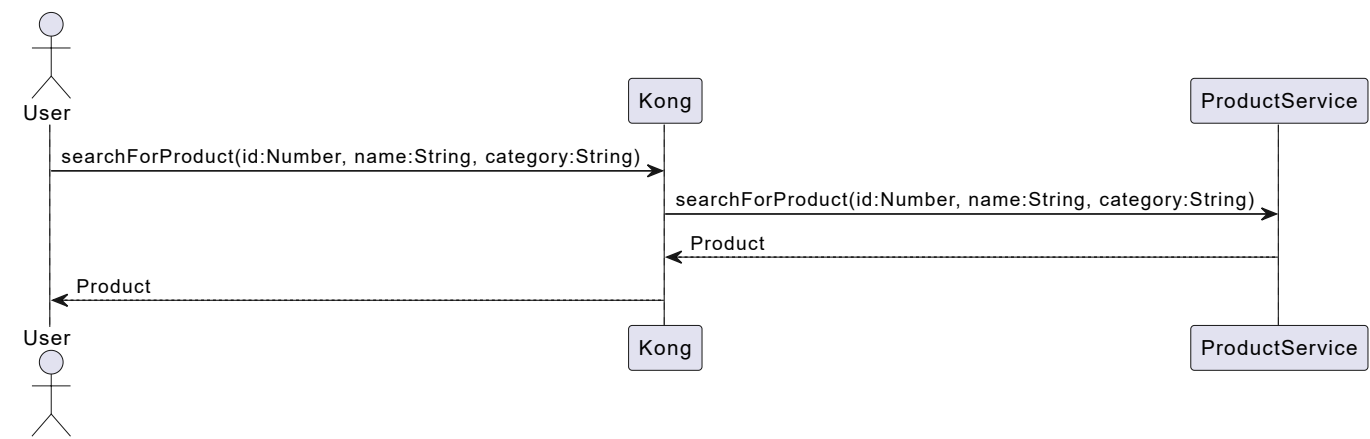 User
Kong
ProductService
searchForProduct(id:Number, name:String, category:String)
searchForProduct(id:Number, name:String, category:String)
Product
Product
User
Kong
ProductService